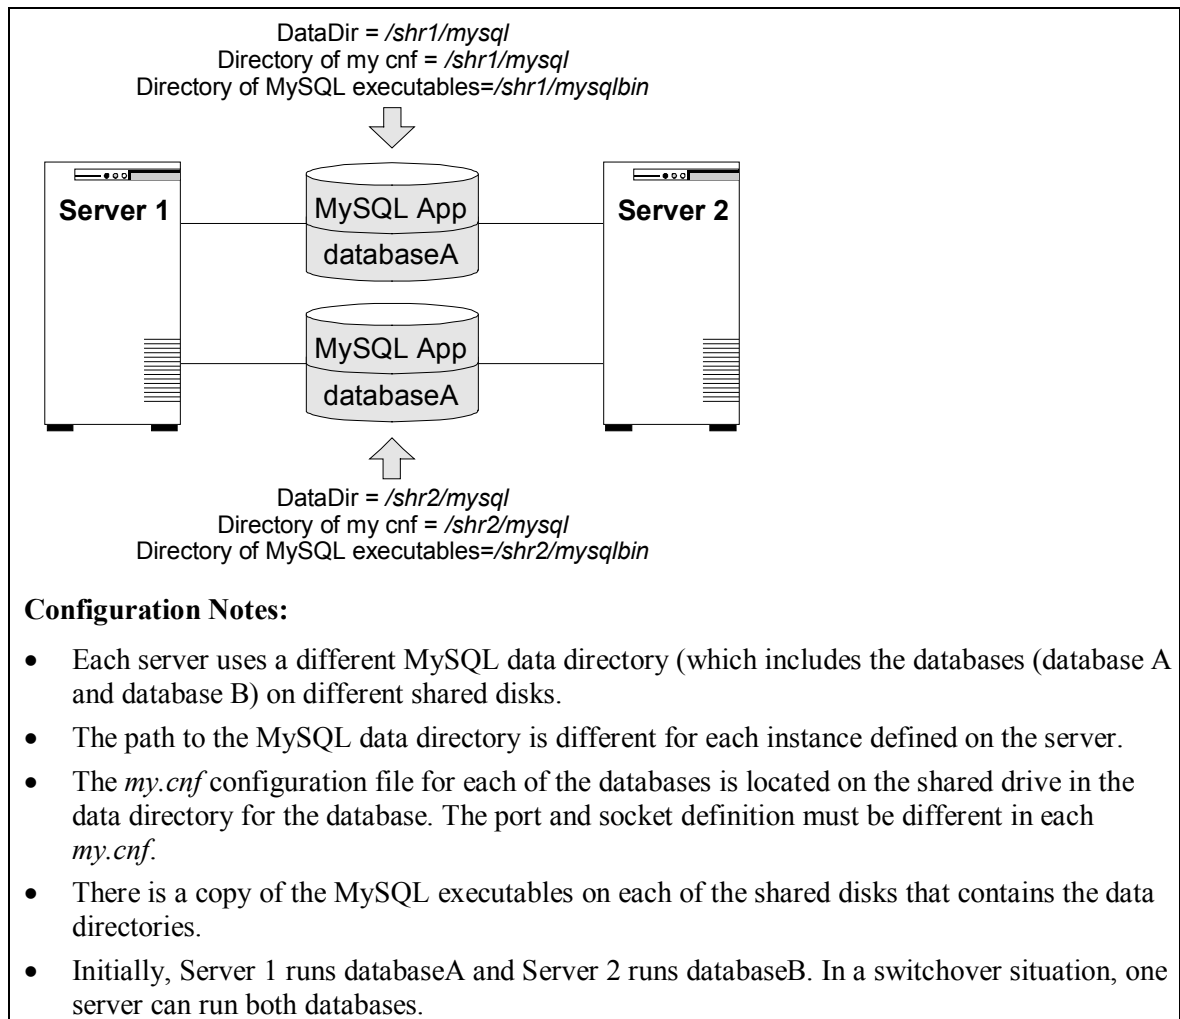 DataDir = /shr1/mysql
Directory of my cnf = /shr1/mysql
Directory of MySQL executables=/shr1/mysqlbin
Server 1
MySQL App
databaseA
Server 2
MySQL App
databaseA
DataDir = /shr2/mysql
Directory of my cnf = /shr2/mysql
Directory of MySQL executables=/shr2/mysqlbin
Configuration Notes:
• Each server uses a different MySQL data directory (which includes the databases (database A
and database B) on different shared disks.
• The path to the MySQL data directory is different for each instance defined on the server.
• The my.cnf configuration file for each of the databases is located on the shared drive in the
data directory for the database. The port and socket definition must be different in each
my.cnf.
• There is a copy of the MySQL executables on each of the shared disks that contains the data
directories.
• Initially, Server 1 runs databaseA and Server 2 runs databaseB. In a switchover situation, one
server can run both databases.